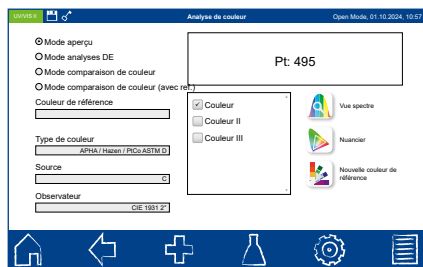 UV/VIS II
Analyse de couleur
Open Mode, 01.10.2024, 10:57
Mode aperçu
Mode analyses DE
Mode comparaison de couleur
Mode comparaison de couleur (avec ref.)
Couleur de référence
Type de couleur
APHA / Hazen / PtCo ASTM D
Source
C
Observateur
CIE 1931 2°
Pt: 495
Couleur
Couleur II
Couleur III
Vue spectre
Nuancier
Nouvelle couleur de
référence